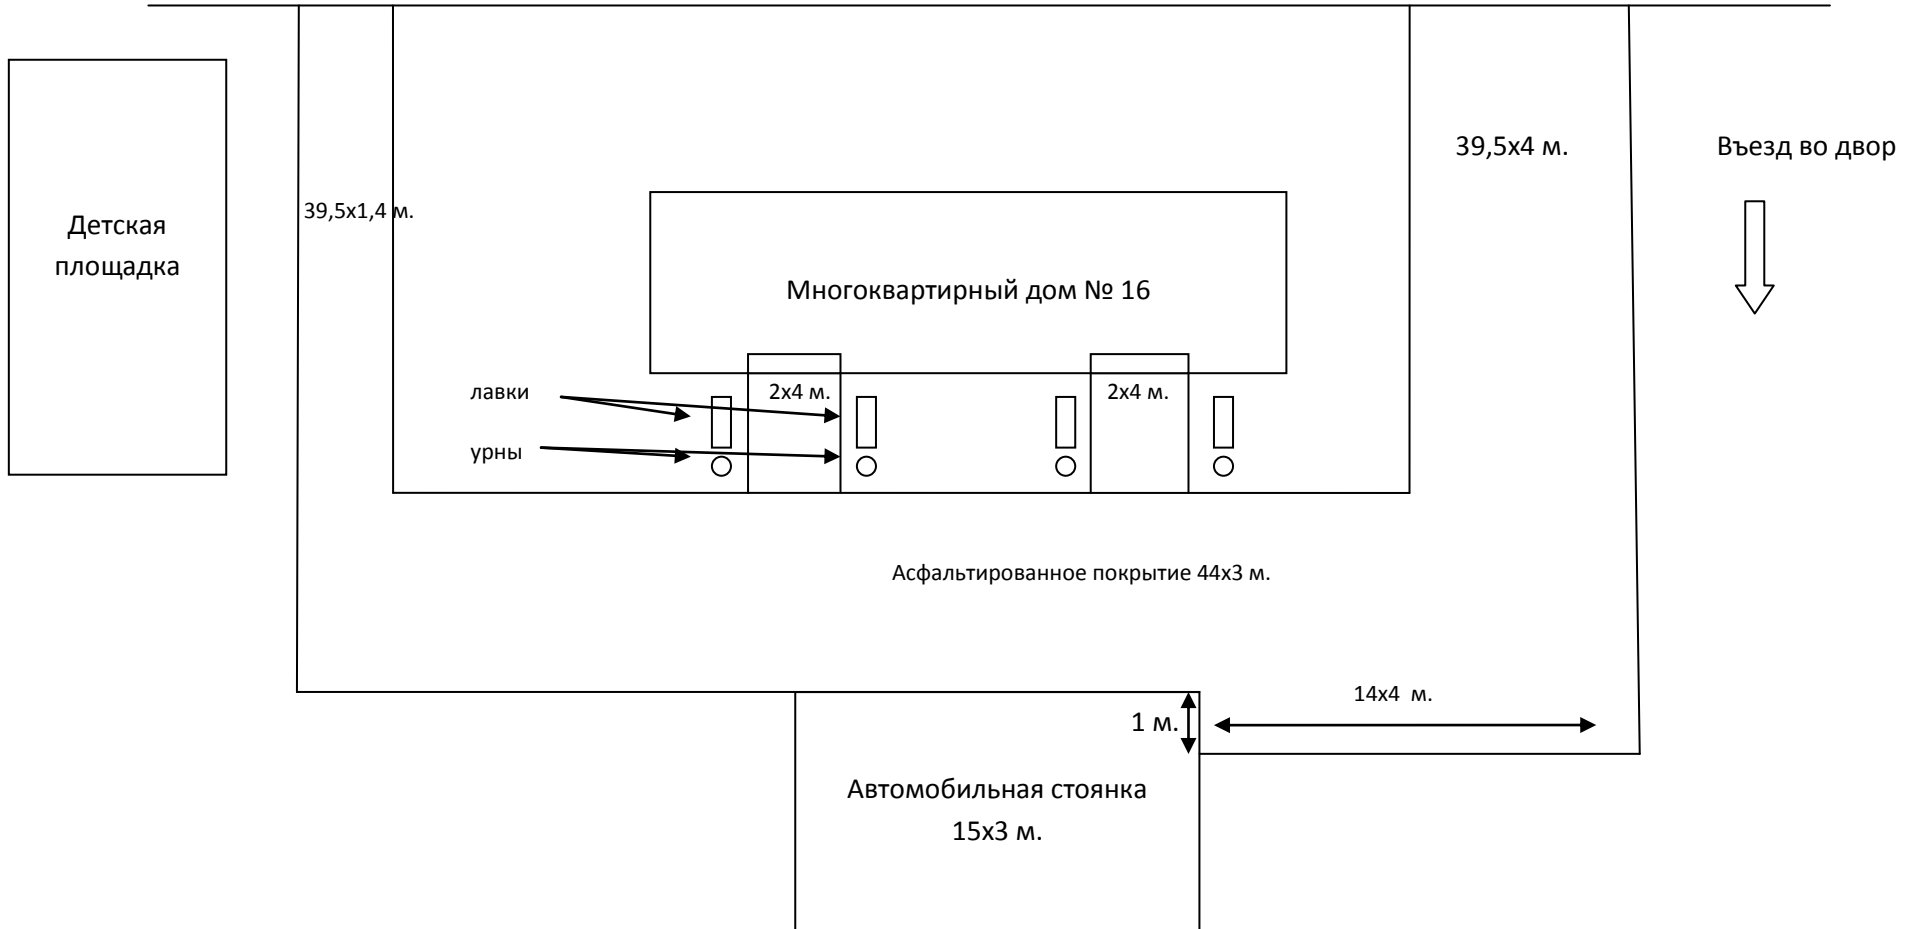 39,5х4 м.
Въезд во двор
39,5х1,4 м.
Детская
площадка
Многоквартирный дом № 16
лавки
2х4 м.
2х4 м.
урны
Асфальтированное покрытие 44х3 м.
14х4 м.
1 м.
Автомобильная стоянка
15х3 м.